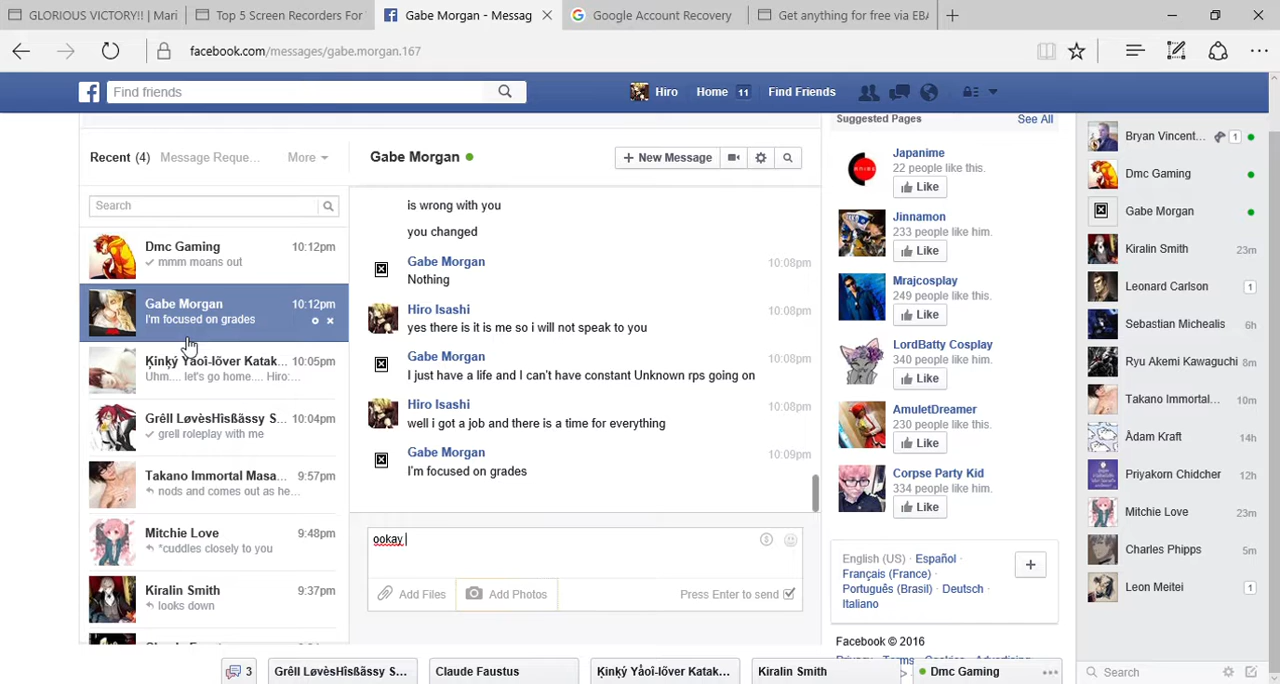 GLORIOUS VICTORY!! | Mari
Top 5 Screen Recorders For
Gabe Morgan - Messag
Google Account Recovery
Get anything for free via EBA
facebook.com/messages/gabe.morgan.167
Find friends
Hiro
Home 11
Find Friends
Recent (4)
Message Reque...
More
Search
Dmc Gaming 10:12pm
mmm moans out
Gabe Morgan 10:12pm
I'm focused on grades
Ķinķý Yåoî-lōver Katak... 10:05pm
Uhm.... let's go home.... Hiro:...
Grêll LøvèsHîsßässy S... 10:04pm
grell roleplay with me
Takano Immortal Masa... 9:57pm
nods and comes out as he...
Mitchie Love 9:48pm
*cuddles closely to you
Kiralin Smith 9:37pm
looks down
Gabe Morgan
New Message
is wrong with you
you changed
Gabe Morgan 10:08pm
Nothing
Hiro Isashi 10:08pm
yes there is it is me so i will not speak to you
Gabe Morgan 10:08pm
I just have a life and I can't have constant Unknown rps going on
Hiro Isashi 10:08pm
well i got a job and there is a time for everything
Gabe Morgan 10:09pm
I'm focused on grades
ookay
Add Files
Add Photos
Press Enter to send
Suggested Pages
See All
Japanime
22 people like this.
Like
Jinnamon
233 people like him.
Like
Mrajcosplay
249 people like him.
Like
LordBatty Cosplay
340 people like him.
Like
AmuletDreamer
230 people like him.
Like
Corpse Party Kid
334 people like him.
Like
English (US) · Español ·
Français (France) ·
Português (Brasil) · Deutsch ·
Italiano
Facebook © 2016
Bryan Vincent... 1
Dmc Gaming
Gabe Morgan
Kiralin Smith 23m
Leonard Carlson 1
Sebastian Michealis 6h
Ryu Akemi Kawaguchi 8m
Takano Immortal... 10m
Âdam Kraft 14h
Priyakorn Chidcher 12h
Mitchie Love 23m
Charles Phipps 5m
Leon Meitei 1
Search
3
Grêll LøvèsHîsßässy S...
Claude Faustus
Ķinķý Yåoî-lōver Katak...
Kiralin Smith
Dmc Gaming